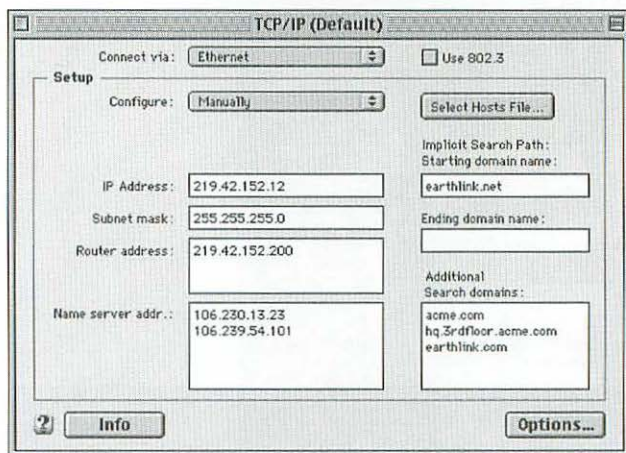 TCP/IP (Default)
Connect via: Ethernet
Use 802.3
Setup
Configure: Manually
Select Hosts File...
Implicit Search Path:
Starting domain name:
IP Address: 219.42.152.12
earthlink.net
Subnet mask: 255.255.255.0
Ending domain name:
Router address: 219.42.152.200
Additional
Search domains:
Name server addr.: 106.230.13.23
106.239.54.101
acme.com
hq.3rdfloor.acme.com
earthlink.com
?
Info
Options...